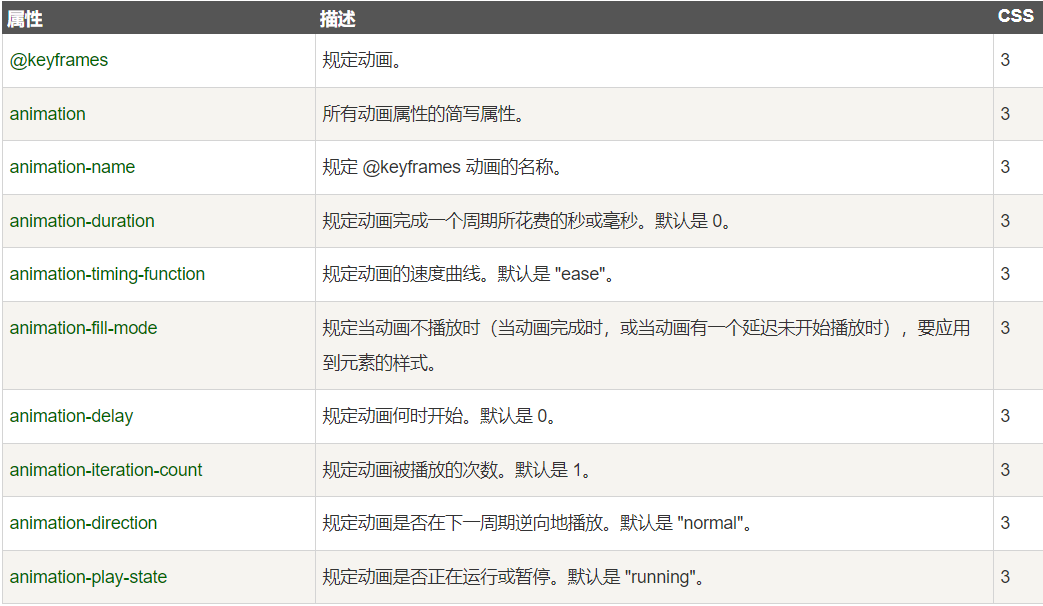 属性 描述 CSS
@keyframes 规定动画。 3
animation 所有动画属性的简写属性。 3
animation-name 规定 @keyframes 动画的名称。 3
animation-duration 规定动画完成一个周期所花费的秒或毫秒。默认是 0。 3
animation-timing-function 规定动画的速度曲线。默认是 "ease"。 3
animation-fill-mode 规定当动画不播放时（当动画完成时，或当动画有一个延迟未开始播放时），要应用 3
到元素的样式。
animation-delay 规定动画何时开始。默认是 0。 3
animation-iteration-count 规定动画被播放的次数。默认是 1。 3
animation-direction 规定动画是否在下一周期逆向地播放。默认是 "normal"。 3
animation-play-state 规定动画是否正在运行或暂停。默认是 "running"。 3